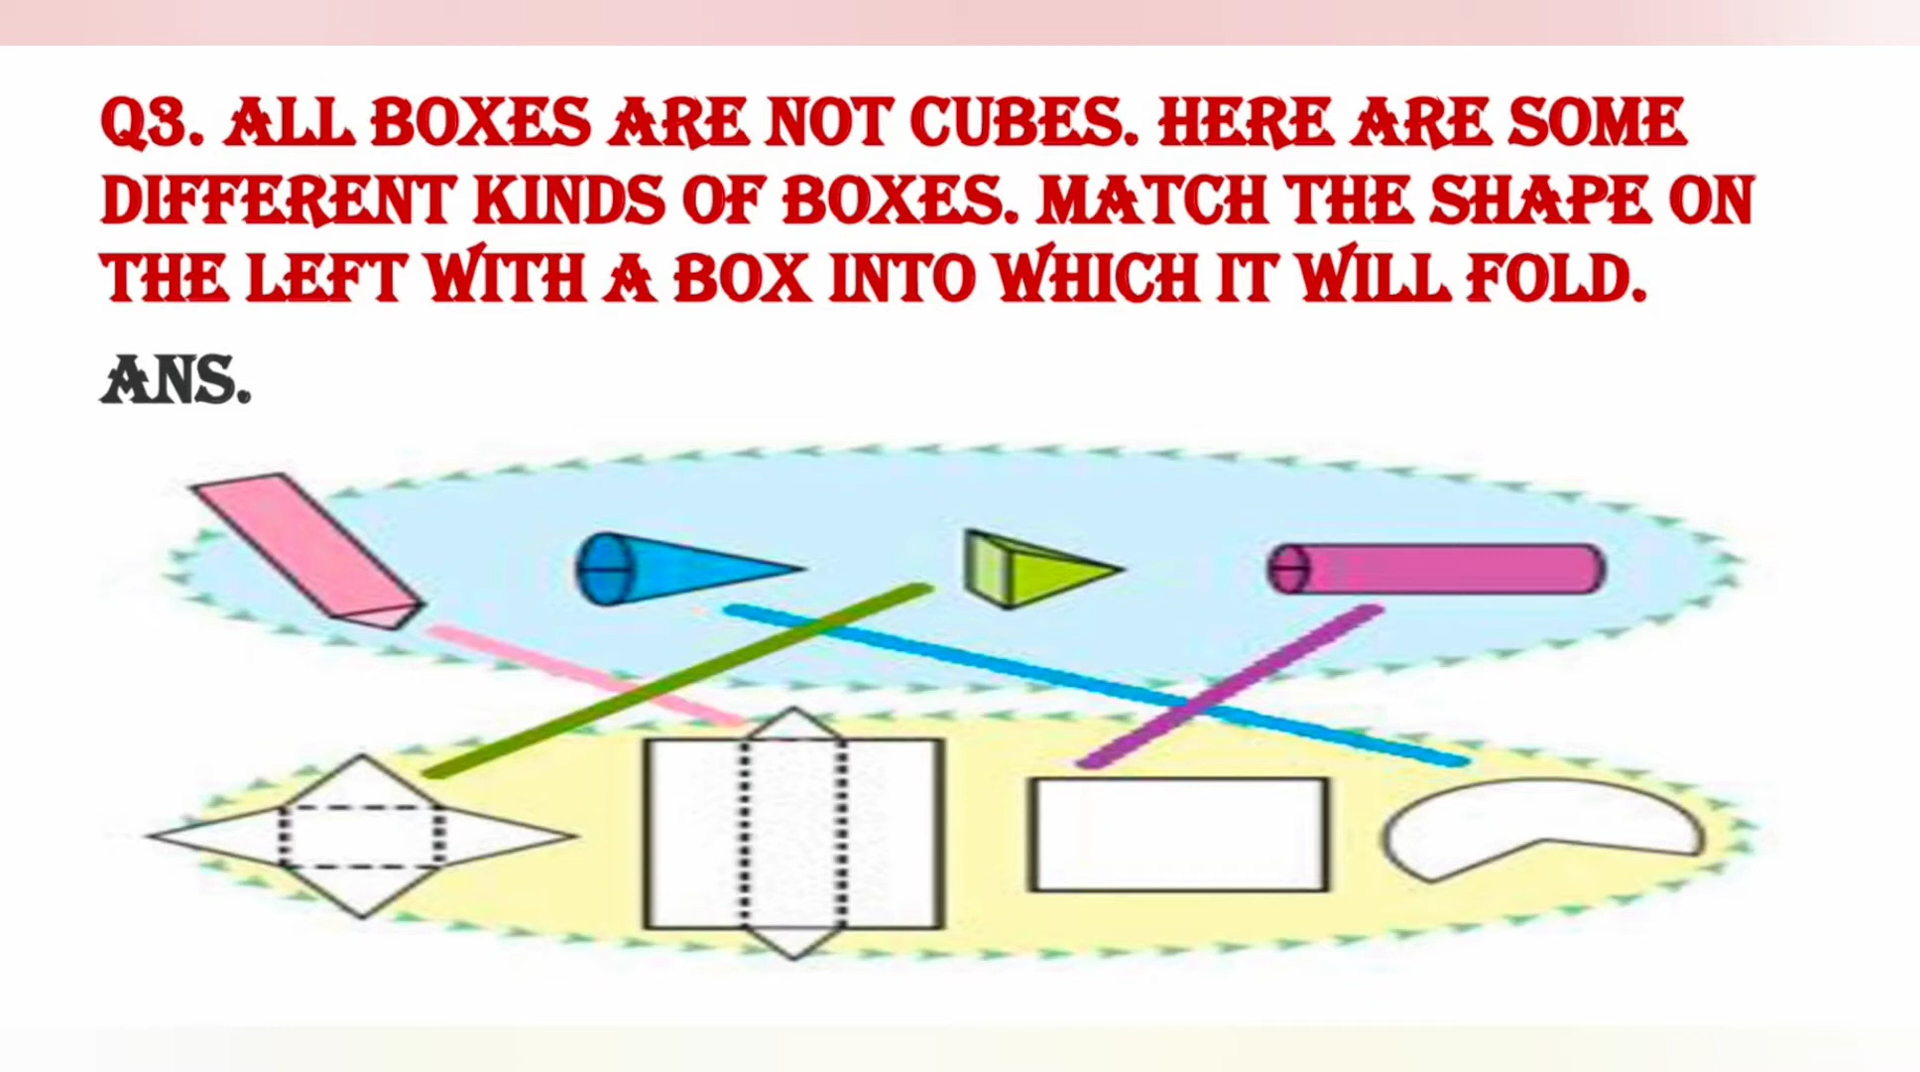 Q3. ALL BOXES ARE NOT CUBES. HERE ARE SOME
DIFFERENT KINDS OF BOXES. MATCH THE SHAPE ON
THE LEFT WITH A BOX INTO WHICH IT WILL FOLD.
ANS.